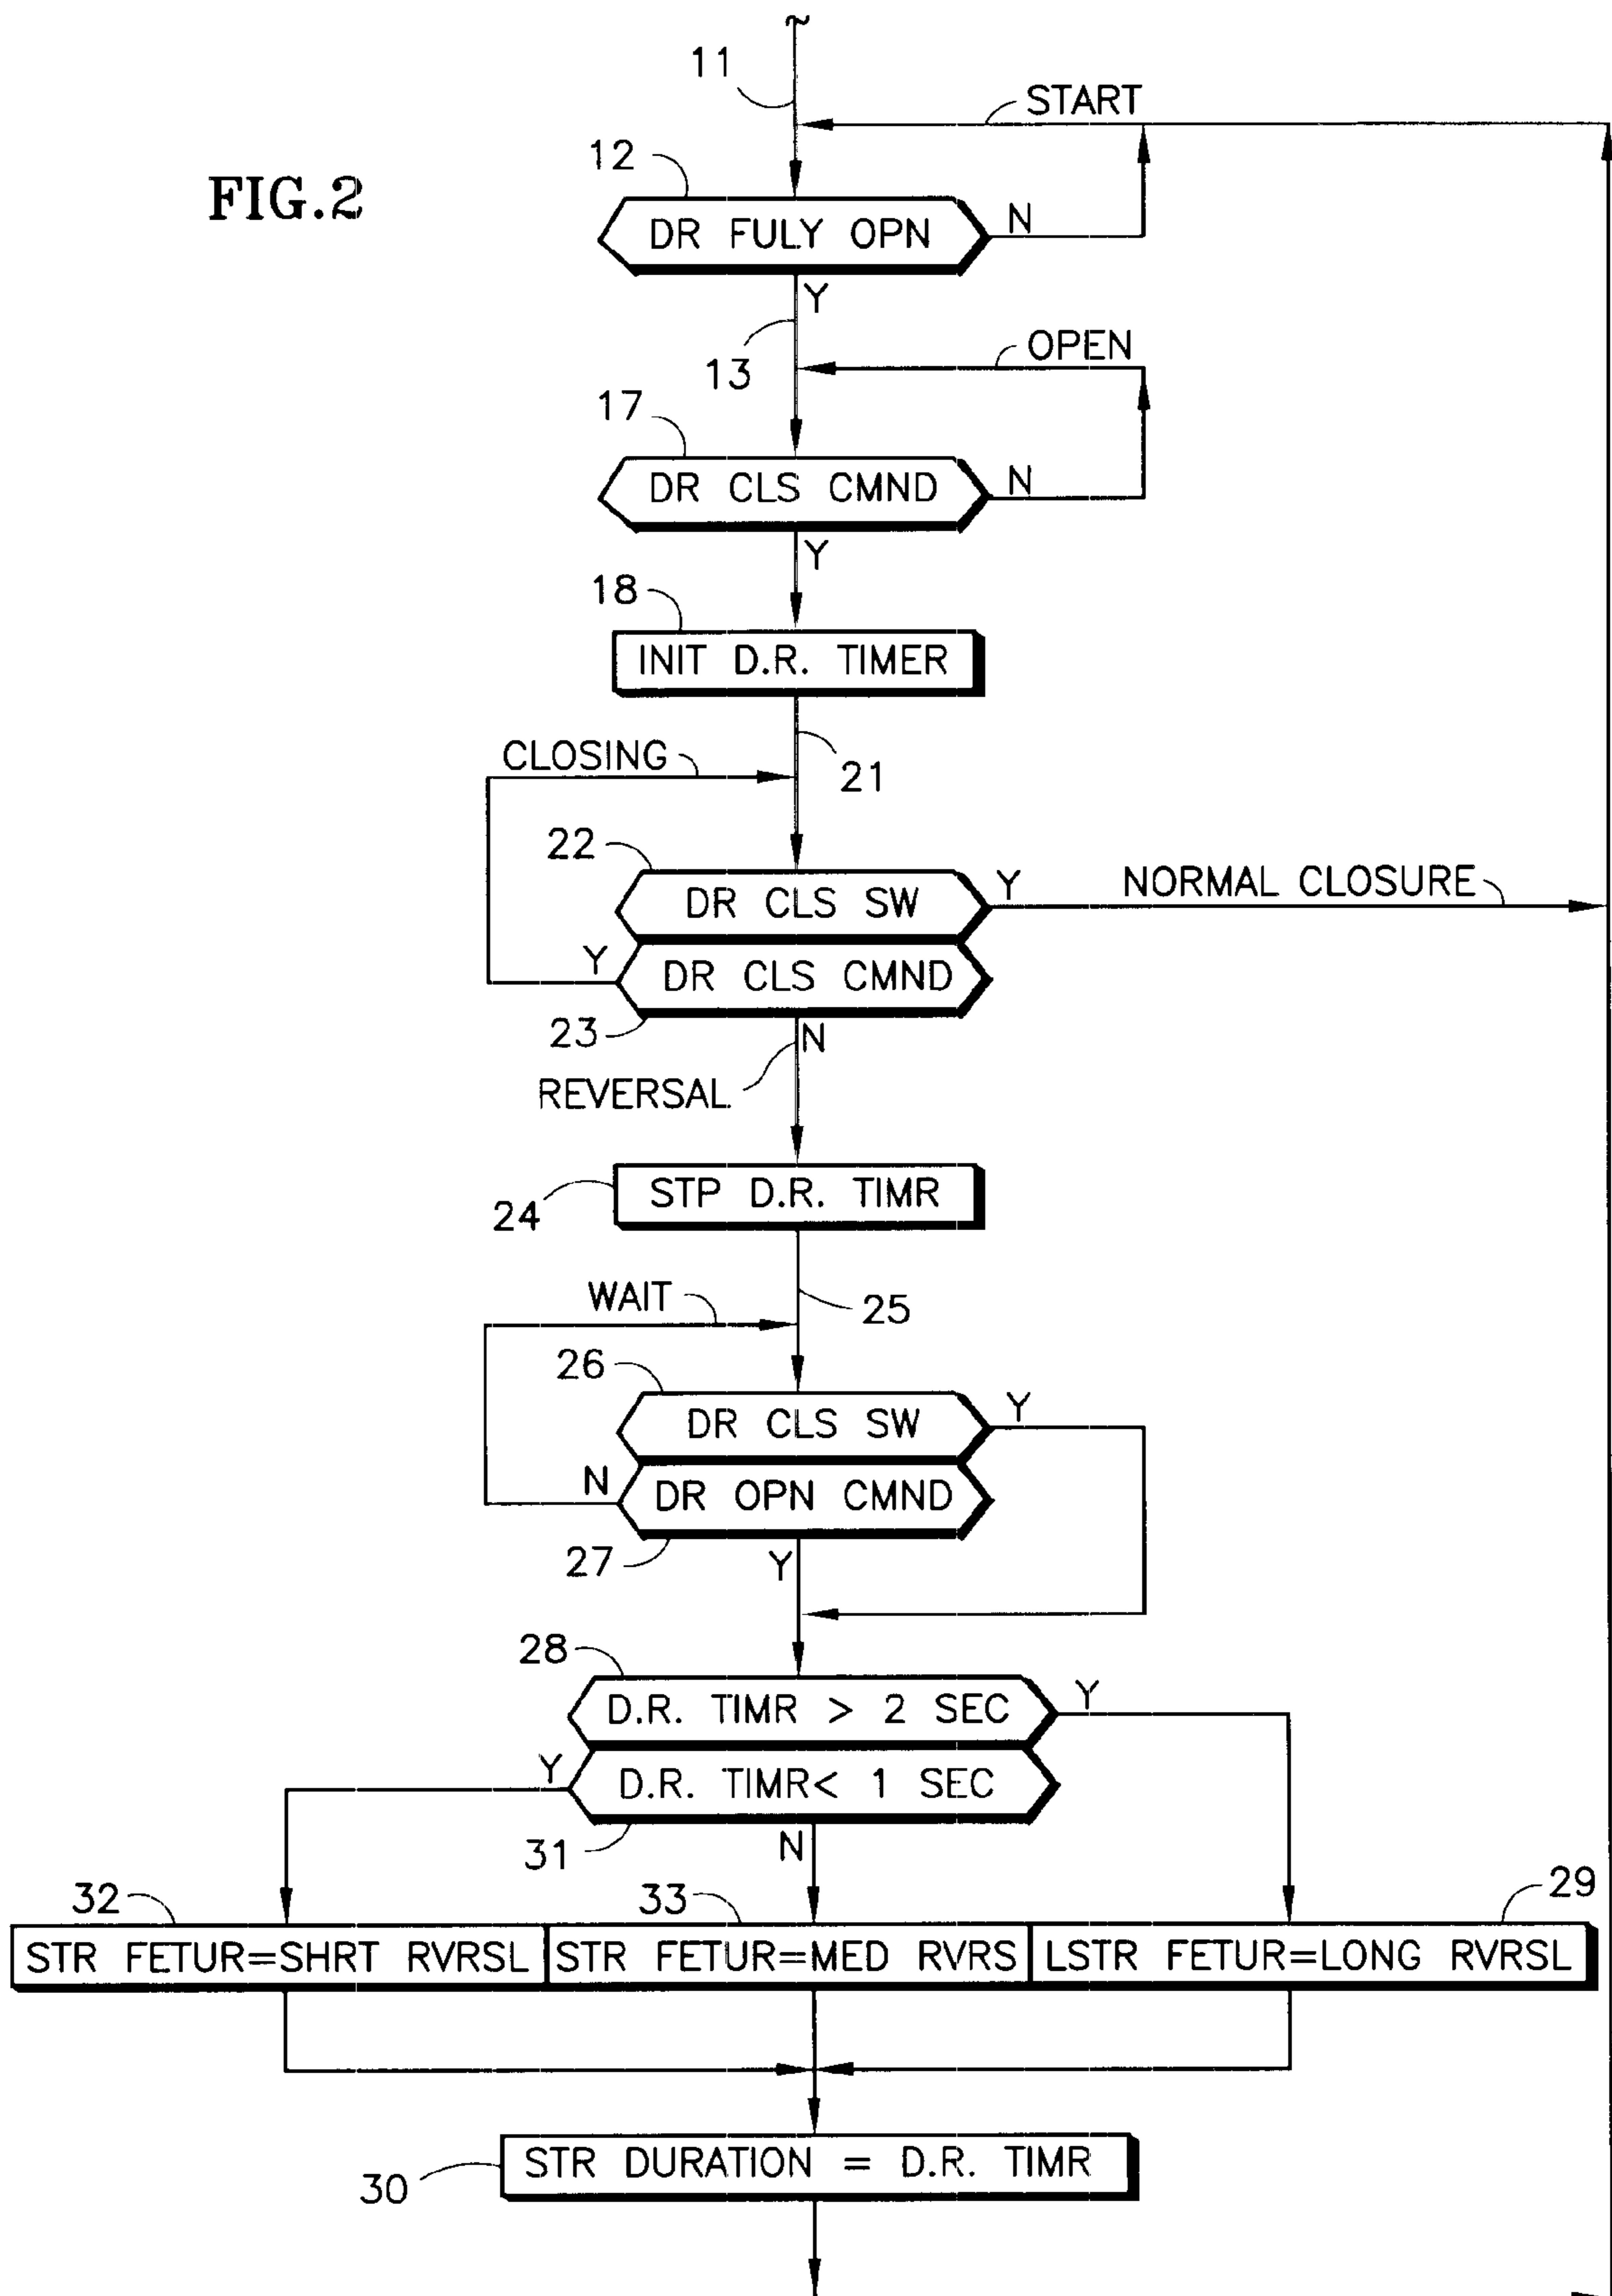 FIG.2
11
START
12
DR FULY OPN
N
Y
13
OPEN
17
DR CLS CMND
N
Y
18
INIT D.R. TIMER
CLOSING
21
22
DR CLS SW
Y
NORMAL CLOSURE
Y
DR CLS CMND
23
N
REVERSAL
STP D.R. TIMR
24
WAIT
25
26
DR CLS SW
Y
N
DR OPN CMND
27
Y
28
D.R. TIMR > 2 SEC
Y
Y
D.R. TIMR< 1 SEC
31
N
32
33
29
STR FETUR=SHRT RVRSL
STR FETUR=MED RVRS
LSTR FETUR=LONG RVRSL
STR DURATION = D.R. TIMR
30